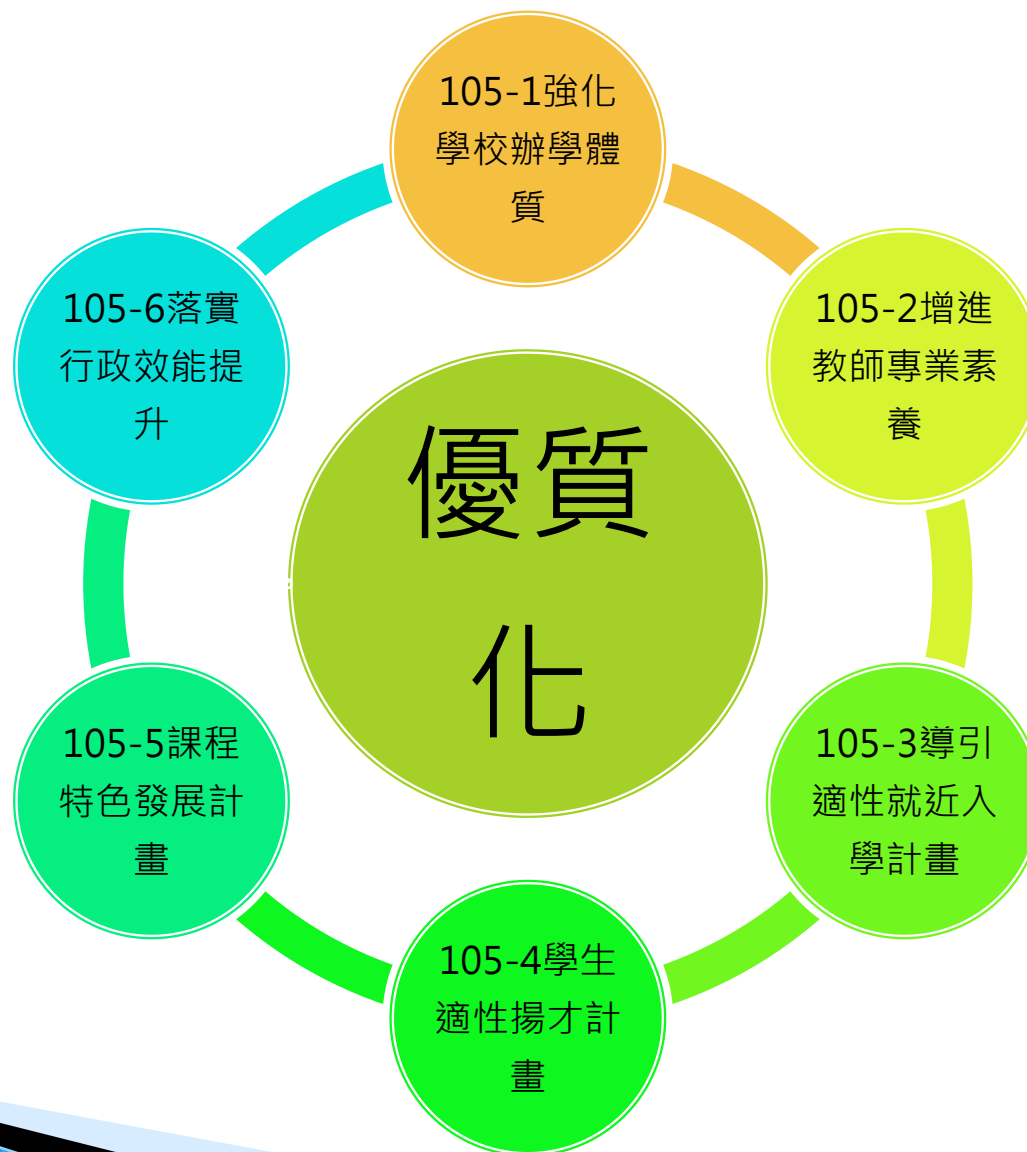 105-1強化
學校辦學體
質
105-2增進
教師專業素
養
105-3導引
適性就近入
學計畫
105-4學生
適性揚才計
畫
105-5課程
特色發展計
畫
105-6落實
行政效能提
升
優質
化